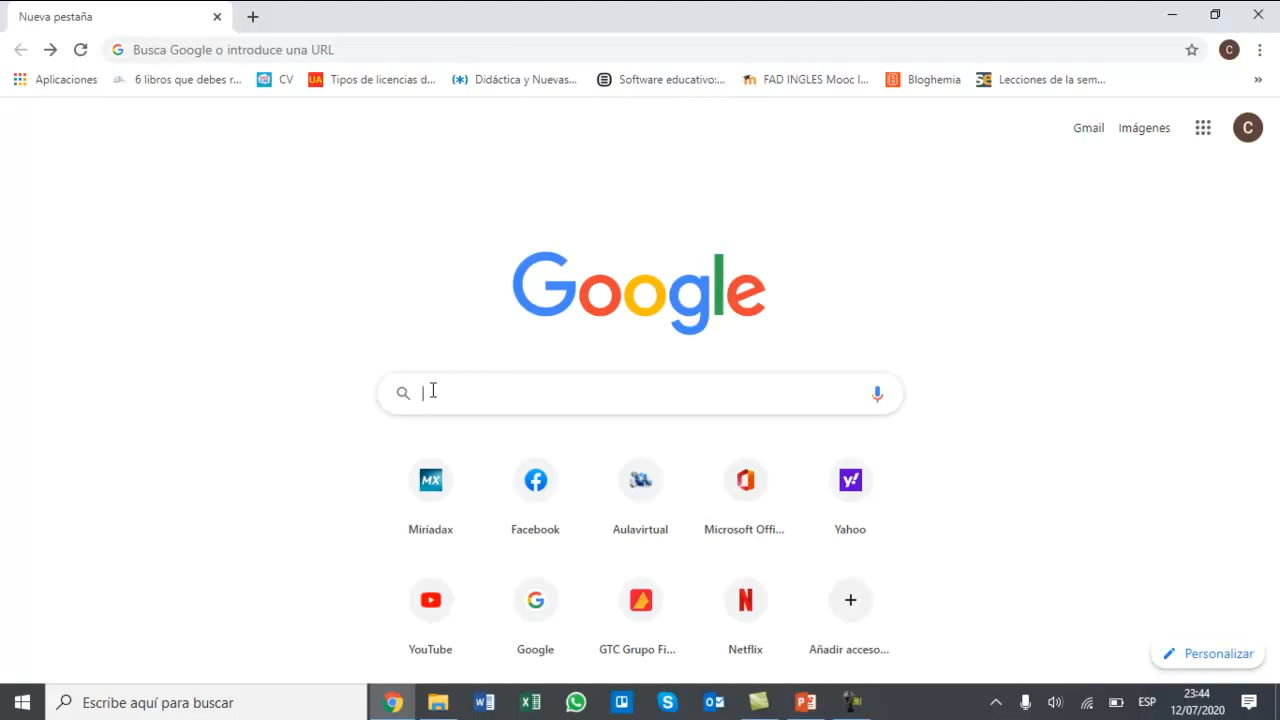 Nueva pestaña
Busca Google o introduce una URL
C
Aplicaciones
6 libros que debes r...
CV
UA Tipos de licencias d...
(*) Didáctica y Nuevas...
Software educativo:...
FAD INGLES Mooc I...
B Bloghemia
Lecciones de la sem...
»
Gmail
Imágenes
C
Google
MX
y!
Miríadax
Facebook
Aulavirtual
Microsoft Offi...
Yahoo
YouTube
Google
GTC Grupo Fi...
Netflix
Añadir acceso...
Personalizar
Escribe aquí para buscar
ESP
23:44
12/07/2020